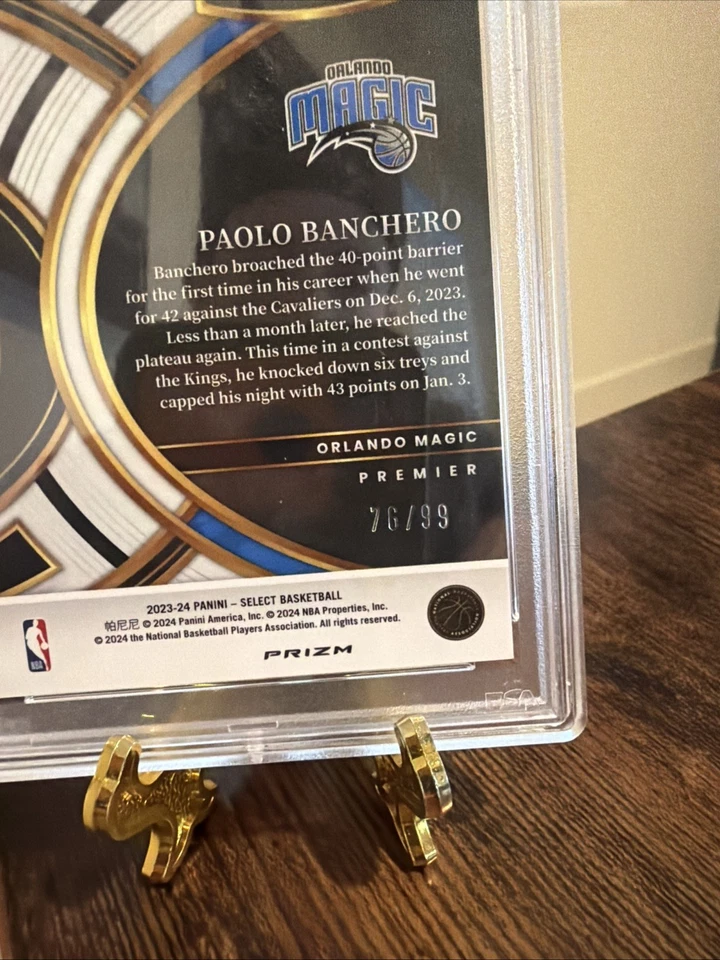 ORLANDO
MAGIC
PAOLO BANCHERO
Banchero broached the 40-point barrier
for the first time in his career when he went
for 42 against the Cavaliers on Dec. 6, 2023.
Less than a month later, he reached the
plateau again. This time in a contest against
the Kings, he knocked down six treys and
capped his night with 43 points on Jan. 3.
ORLANDO MAGIC
PREMIER
76/99
2023-24 PANINI – SELECT BASKETBALL
帕尼尼 © 2024 Panini America, Inc. © 2024 NBA Properties, Inc.
© 2024 the National Basketball Players Association. All rights reserved.
NBA
PRIZM
PSA